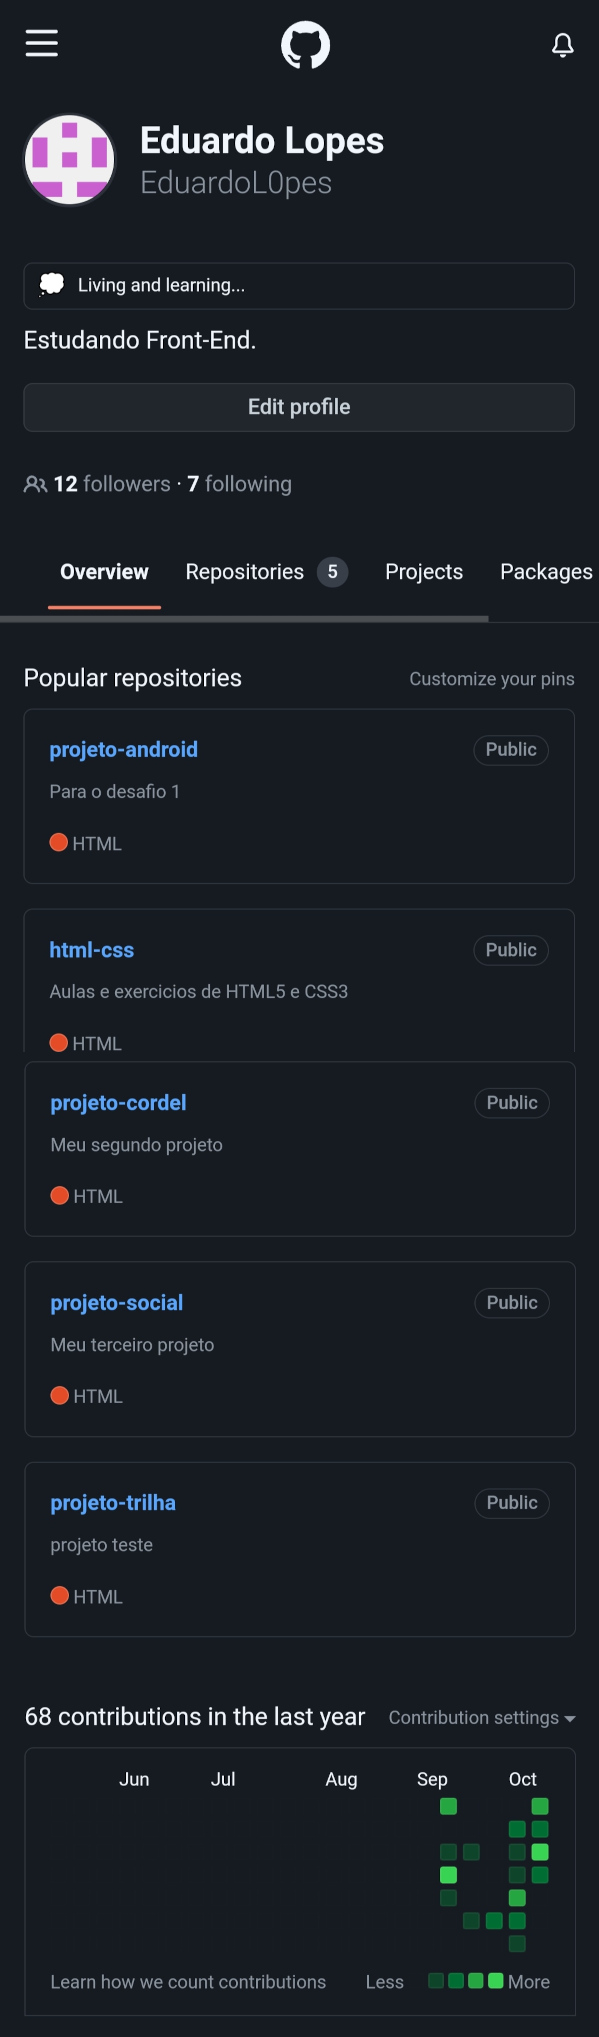 Eduardo Lopes
EduardoL0pes
Living and learning...
Estudando Front-End.
Edit profile
12 followers · 7 following
Overview Repositories 5 Projects Packages
Popular repositories Customize your pins
projeto-android Public
Para o desafio 1
HTML
html-css Public
Aulas e exercicios de HTML5 e CSS3
HTML
projeto-cordel Public
Meu segundo projeto
HTML
projeto-social Public
Meu terceiro projeto
HTML
projeto-trilha Public
projeto teste
HTML
68 contributions in the last year Contribution settings
Jun Jul Aug Sep Oct
Learn how we count contributions Less More